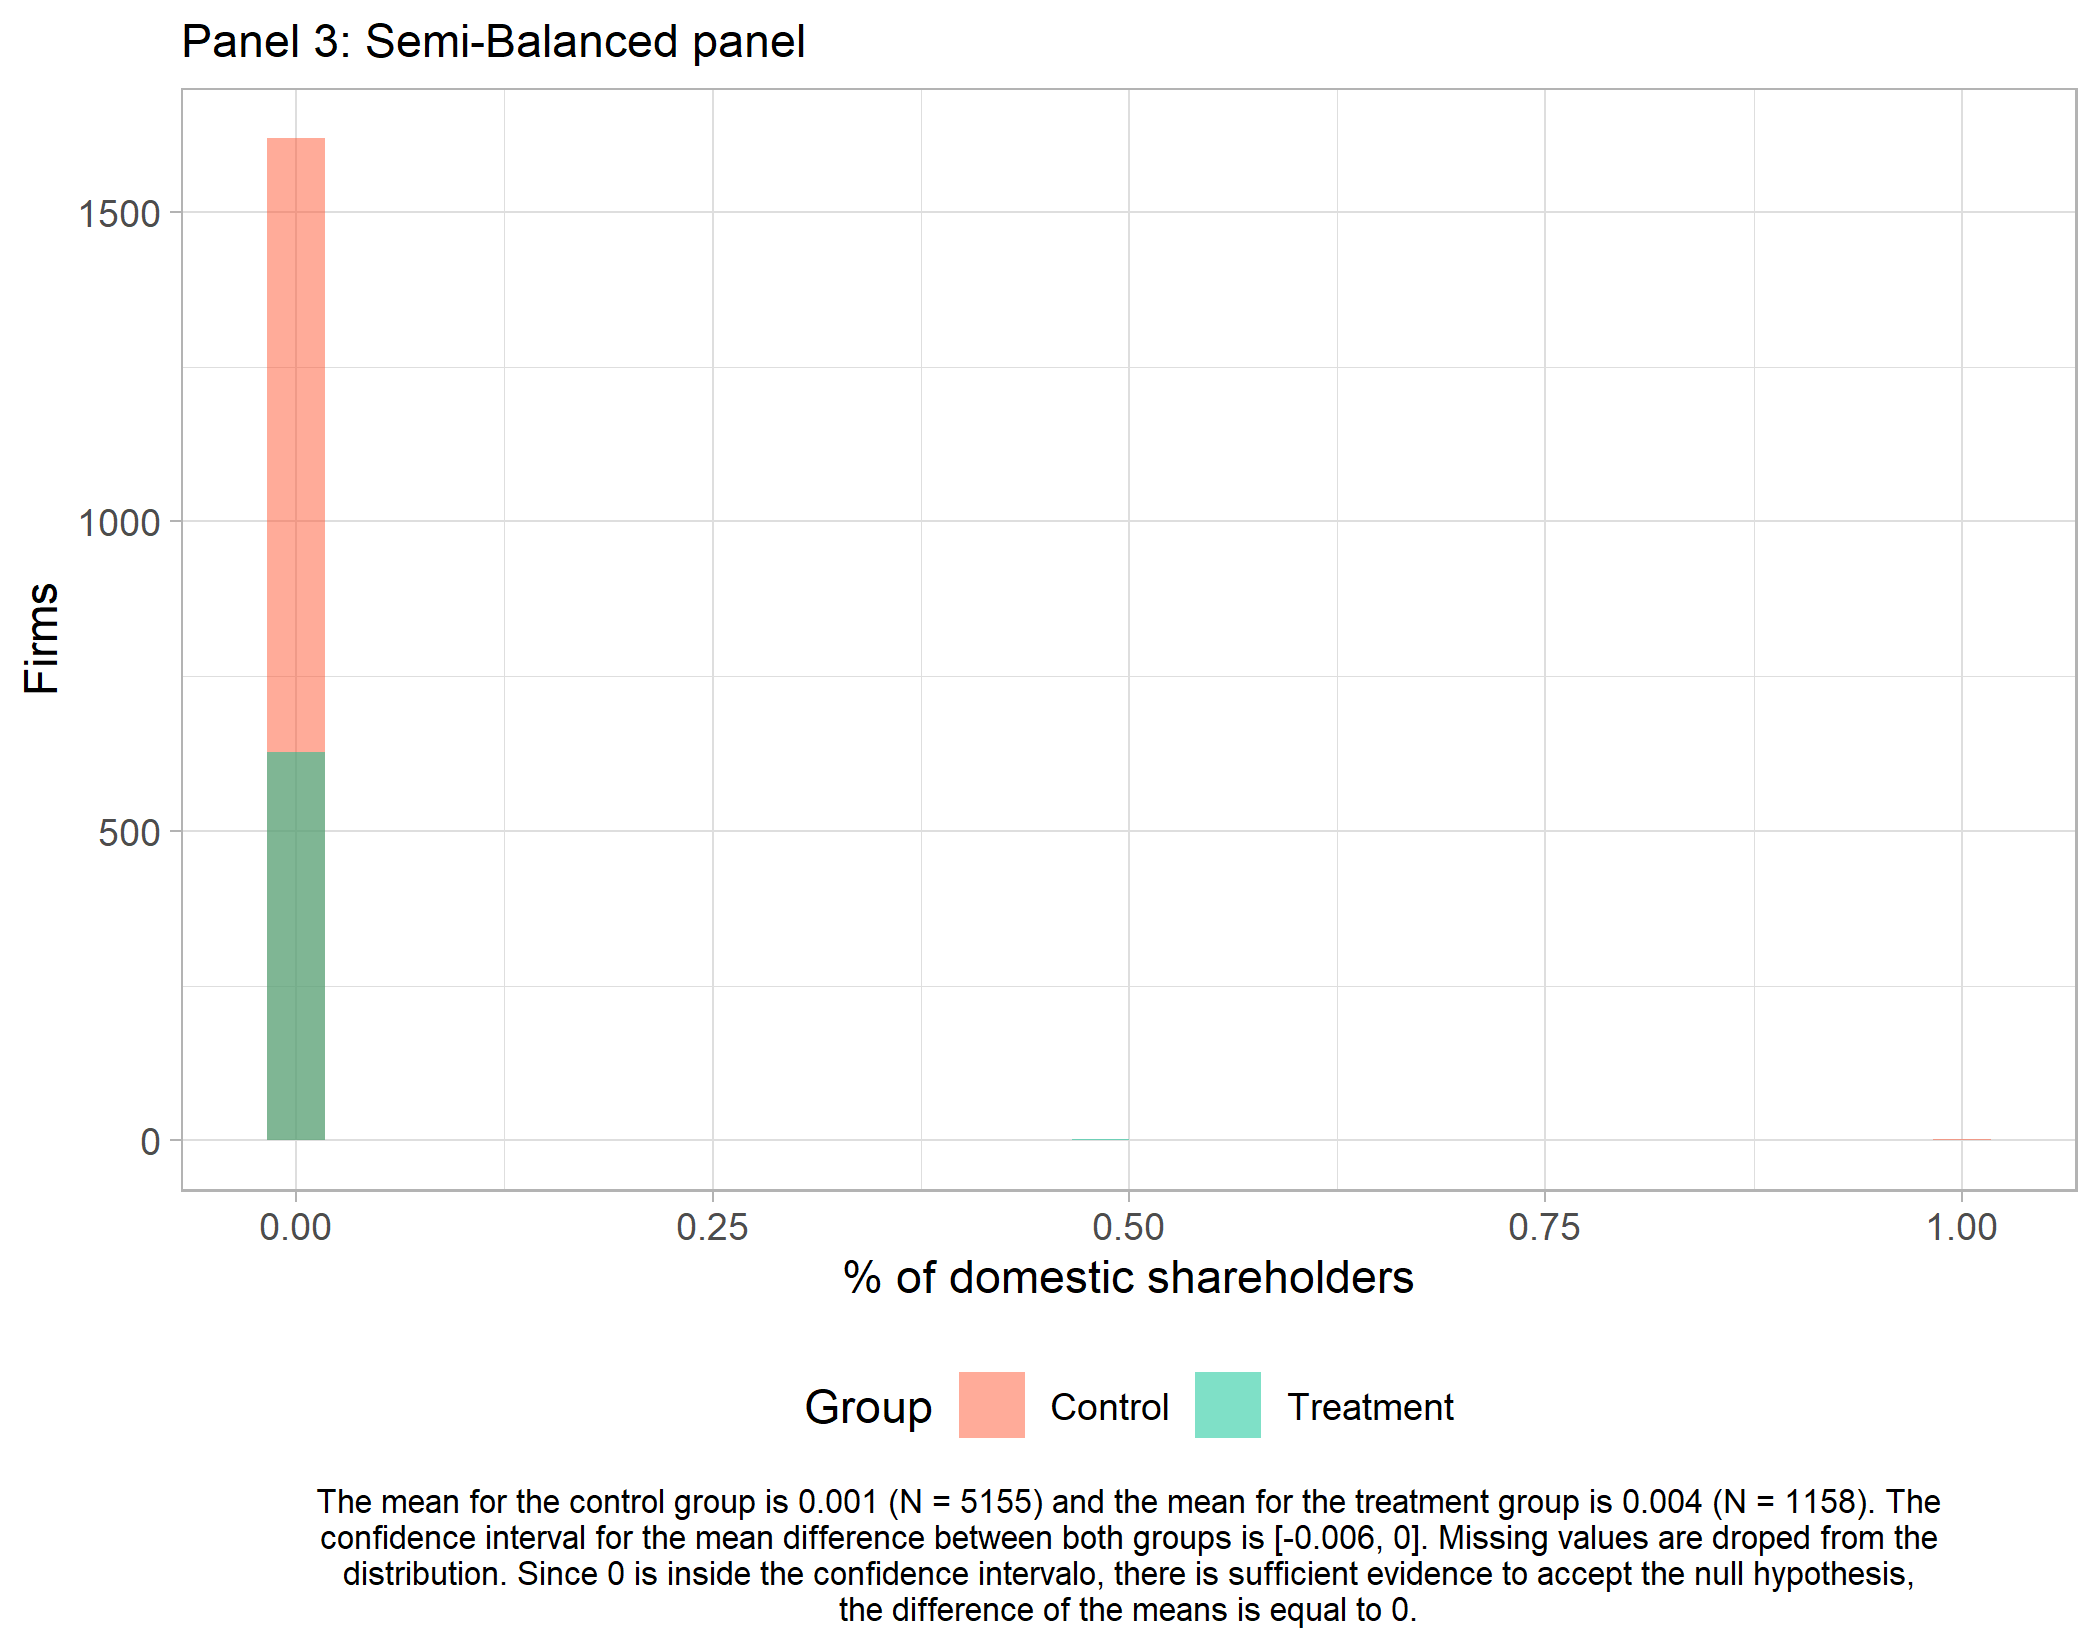 Panel 3: Semi-Balanced panel
1500
1000
500
0
Firms
0.00 0.25 0.50 0.75 1.00
% of domestic shareholders
Group Control Treatment
The mean for the control group is 0.001 (N = 5155) and the mean for the treatment group is 0.004 (N = 1158). The
confidence interval for the mean difference between both groups is [-0.006, 0]. Missing values are droped from the
distribution. Since 0 is inside the confidence intervalo, there is sufficient evidence to accept the null hypothesis,
the difference of the means is equal to 0.